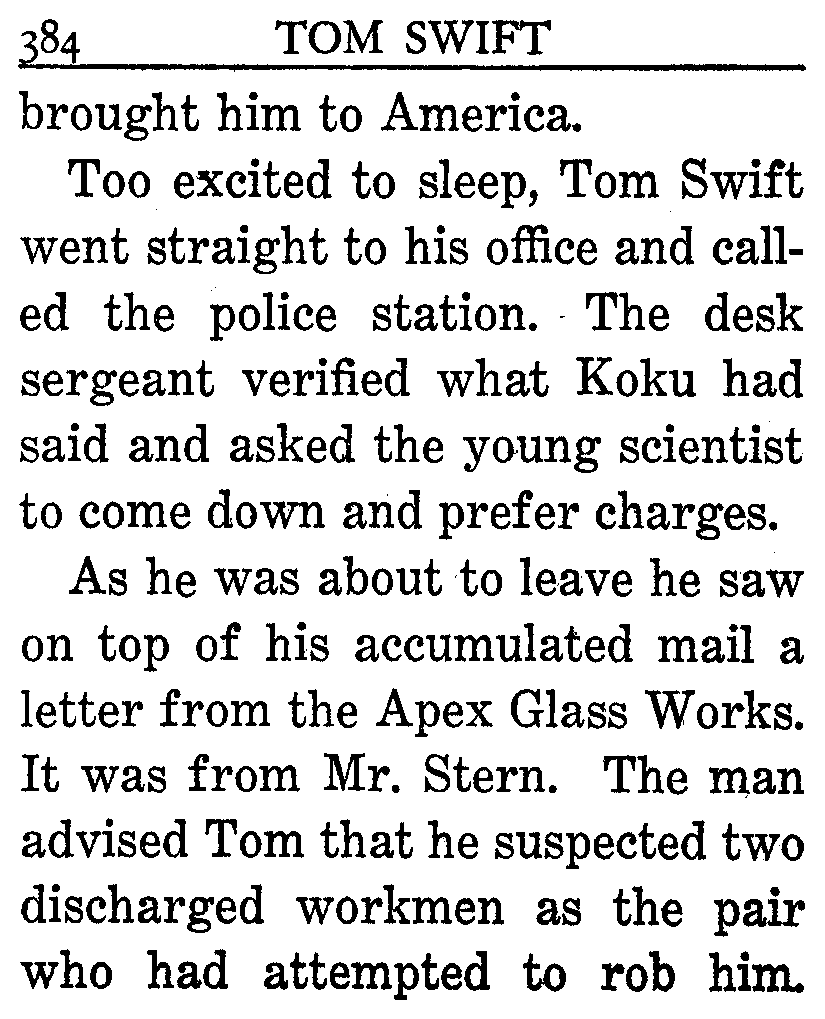 384 TOM SWIFT
brought him to America.
Too excited to sleep, Tom Swift
went straight to his office and call-
ed the police station. The desk
sergeant verified what Koku had
said and asked the young scientist
to come down and prefer charges.
As he was about to leave he saw
on top of his accumulated mail a
letter from the Apex Glass Works.
It was from Mr. Stern. The man
advised Tom that he suspected two
discharged workmen as the pair
who had attempted to rob him.